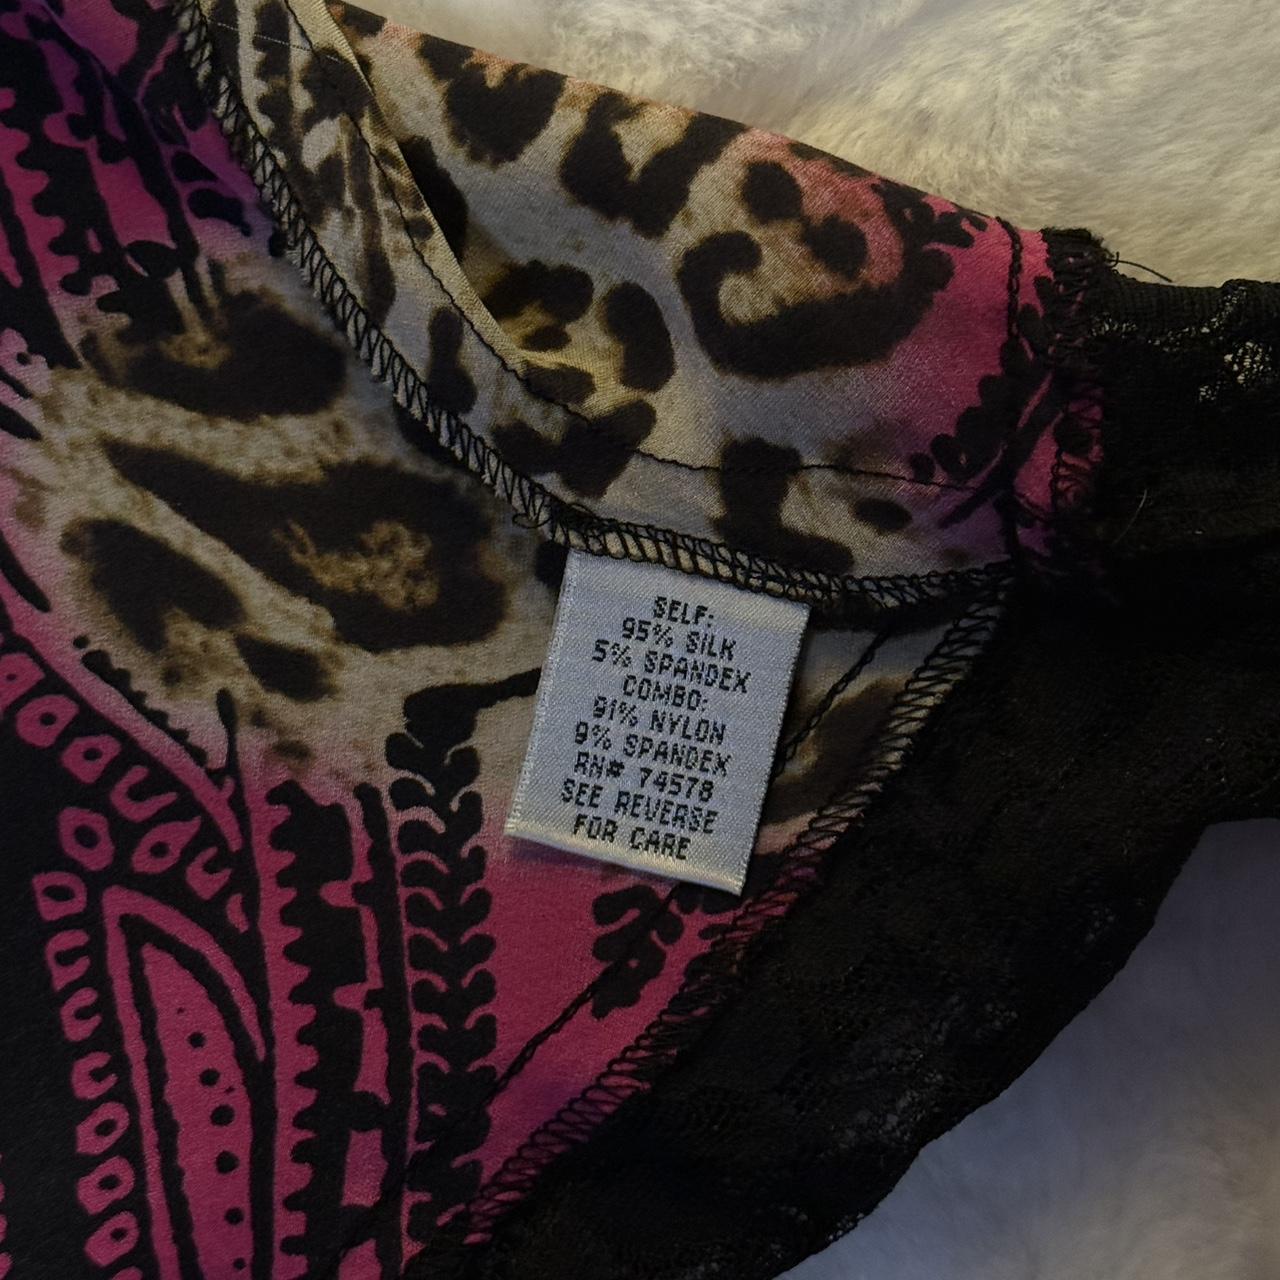 SELF:
95% SILK
5% SPANDEX
COMBO:
91% NYLON
9% SPANDEX
RN# 74578
SEE REVERSE
FOR CARE